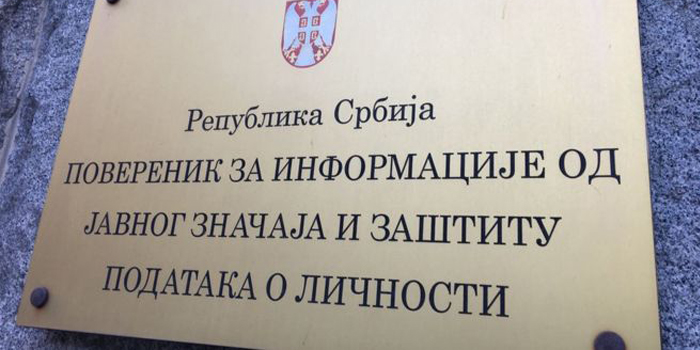 Република Србија
ПОВЕРЕНИК ЗА ИНФОРМАЦИЈЕ ОД
ЈАВНОГ ЗНАЧАЈА И ЗАШТИТУ
ПОДАТАКА О ЛИЧНОСТИ